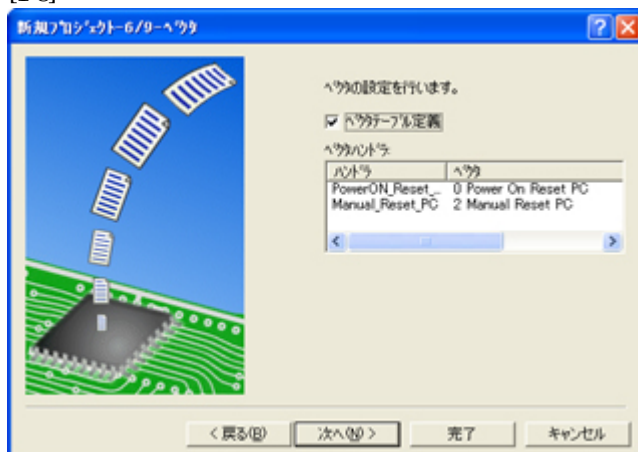 新規ﾌﾟﾛｼﾞｪｸﾄ-6/9-ﾍﾞｸﾀ
ﾍﾞｸﾀの設定を行います。
ﾍﾞｸﾀﾃｰﾌﾞﾙ定義
ﾍﾞｸﾀﾊﾝﾄﾞﾗ:
ﾊﾝﾄﾞﾗ ﾍﾞｸﾀ
PowerON_Reset_... 0 Power On Reset PC
Manual_Reset_PC 2 Manual Reset PC
< 戻る(B) 次へ(N) > 完了 キャンセル